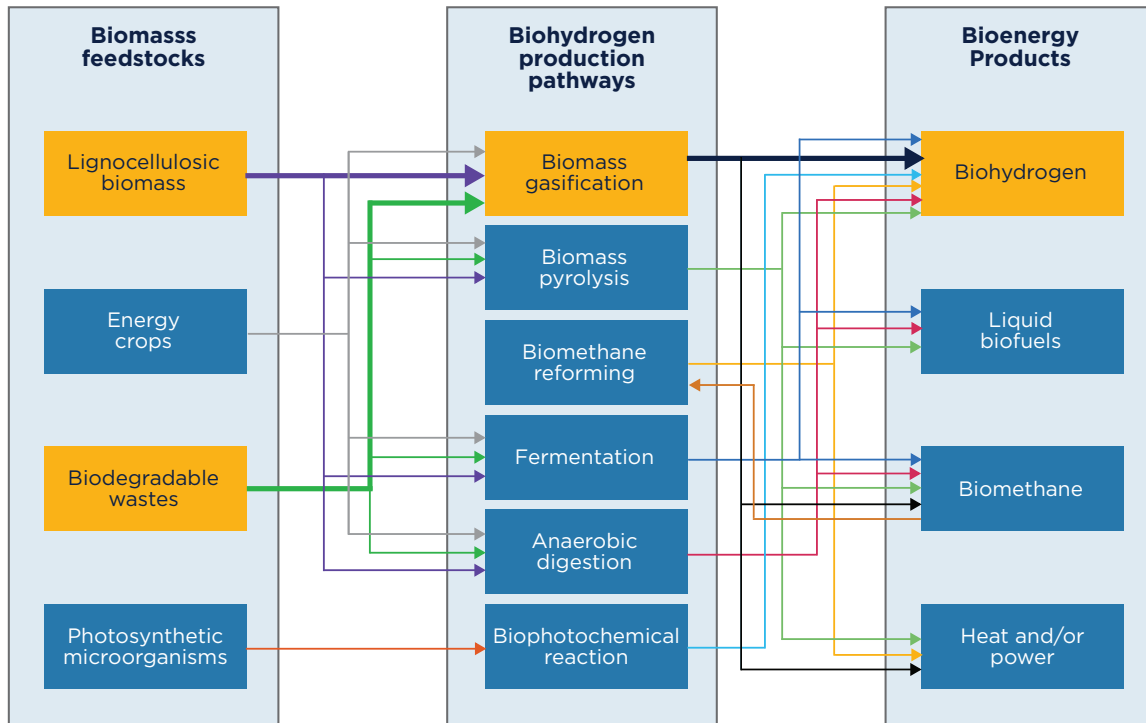 Biomasss
feedstocks
Lignocellulosic
biomass
Energy
crops
Biodegradable
wastes
Photosynthetic
microorganisms
Biohydrogen
production
pathways
Biomass
gasification
Biomass
pyrolysis
Biomethane
reforming
Fermentation
Anaerobic
digestion
Biophotochemical
reaction
Bioenergy
Products
Biohydrogen
Liquid
biofuels
Biomethane
Heat and/or
power